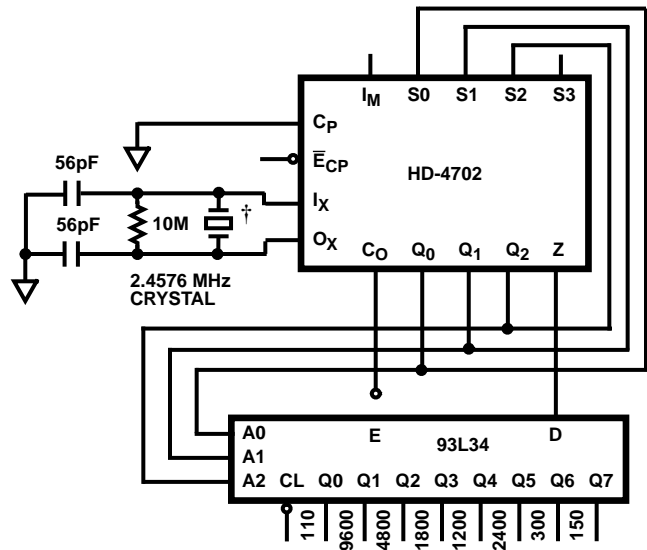 I_M S0 S1 S2 S3
C_P
E̅_CP
HD-4702
I_X
O_X
C_O Q_0 Q_1 Q_2 Z
56pF
56pF
10M
†
2.4576 MHz
CRYSTAL
A0
A1
A2
E
93L34
D
CL Q0 Q1 Q2 Q3 Q4 Q5 Q6 Q7
110
9600
4800
1800
1200
2400
300
150